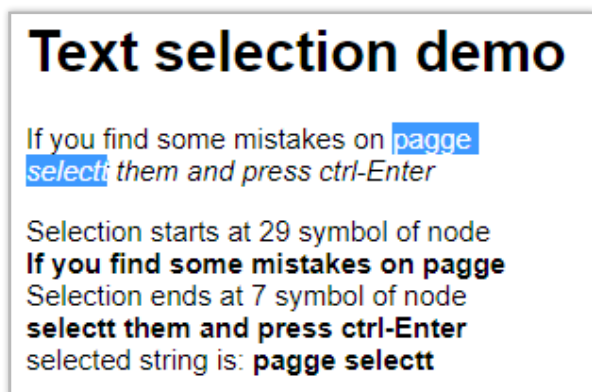 Text selection demo
If you find some mistakes on pagge
selectt them and press ctrl-Enter
Selection starts at 29 symbol of node
If you find some mistakes on pagge
Selection ends at 7 symbol of node
selectt them and press ctrl-Enter
selected string is: pagge selectt